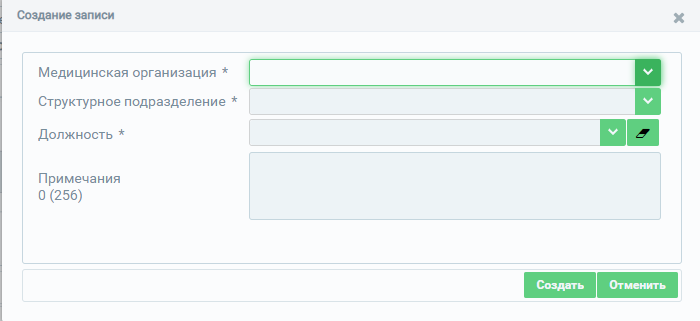 Создание записи
Медицинская организация *
Структурное подразделение *
Должность *
Примечания
0 (256)
Создать Отменить